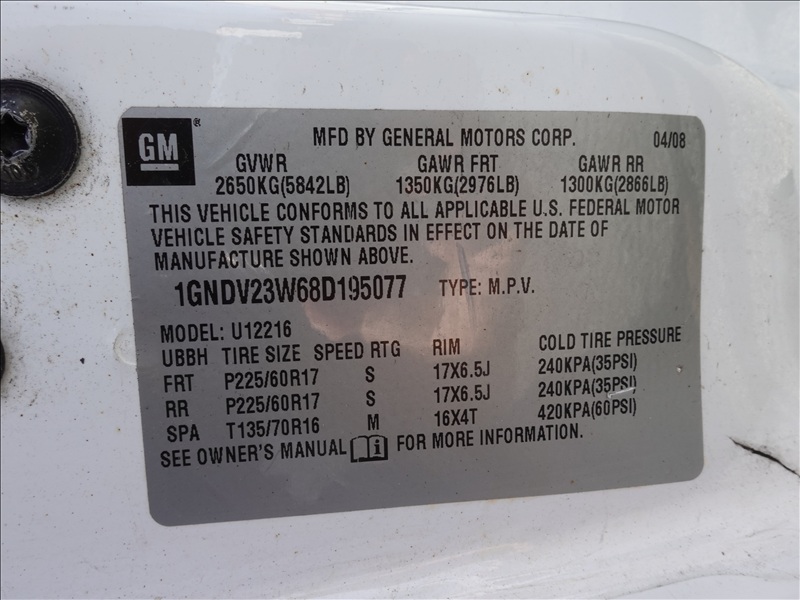 GM ® MFD BY GENERAL MOTORS CORP. 04/08
GVWR GAWR FRT GAWR RR
2650KG(5842LB) 1350KG(2976LB) 1300KG(2866LB)
THIS VEHICLE CONFORMS TO ALL APPLICABLE U.S. FEDERAL MOTOR
VEHICLE SAFETY STANDARDS IN EFFECT ON THE DATE OF
MANUFACTURE SHOWN ABOVE.
1GNDV23W68D195077 TYPE: M.P.V.
MODEL: U12216
UBBH TIRE SIZE SPEED RTG RIM COLD TIRE PRESSURE
FRT P225/60R17 S 17X6.5J 240KPA(35PSI)
RR P225/60R17 S 17X6.5J 240KPA(35PSI)
SPA T135/70R16 M 16X4T 420KPA(60PSI)
SEE OWNER'S MANUAL i FOR MORE INFORMATION.